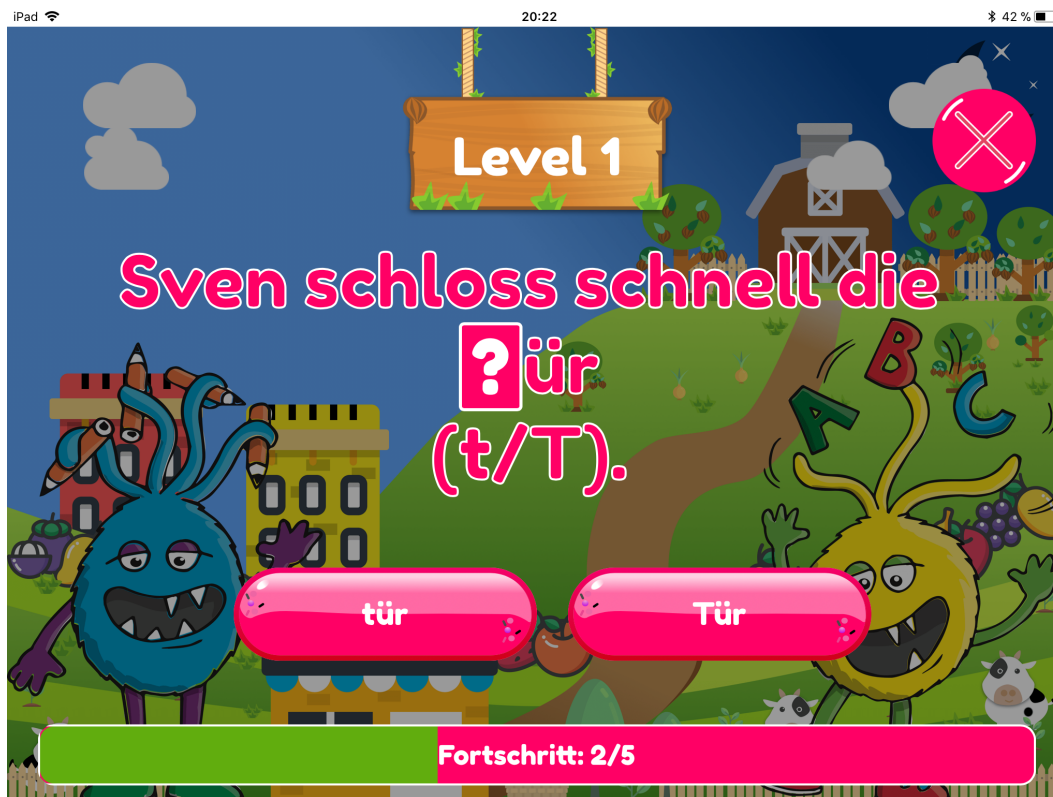 iPad 20:22 42 %
Level 1
Sven schloss schnell die
?ür
(t/T).
A B C
tür Tür
Fortschritt: 2/5